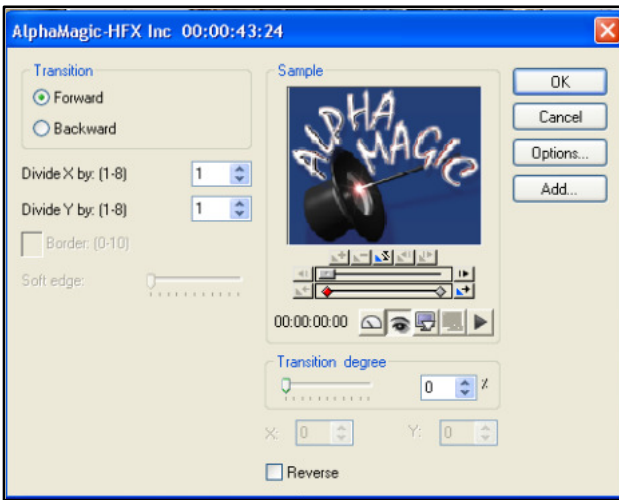 AlphaMagic-HFX Inc 00:00:43:24
Transition
Forward
Backward
Divide X by: (1-8) 1
Divide Y by: (1-8) 1
Border: (0-10)
Soft edge:
Sample
ALPHA
MAGIC
00:00:00:00
Transition degree
0 %
X: 0 Y: 0
Reverse
OK
Cancel
Options...
Add...